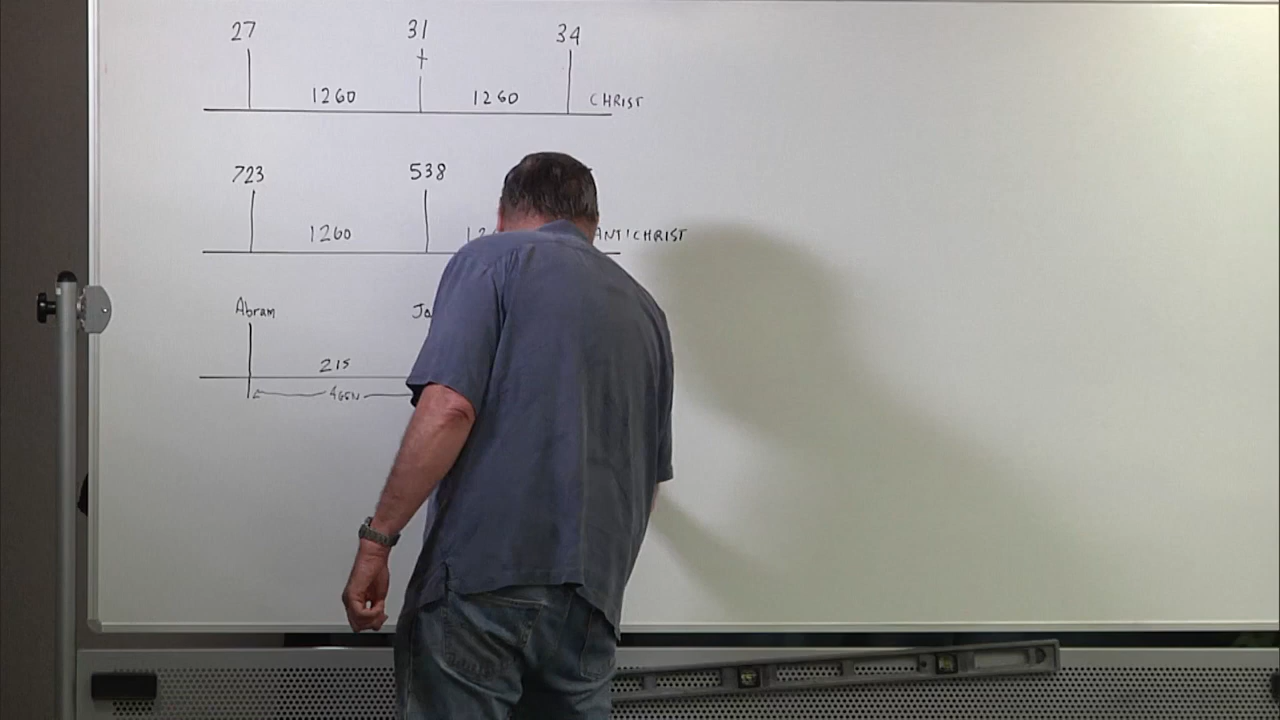 27 31 34
1260 1260 CHRIST
723 538
1260 ANTICHRIST
Abram
215
4GEN